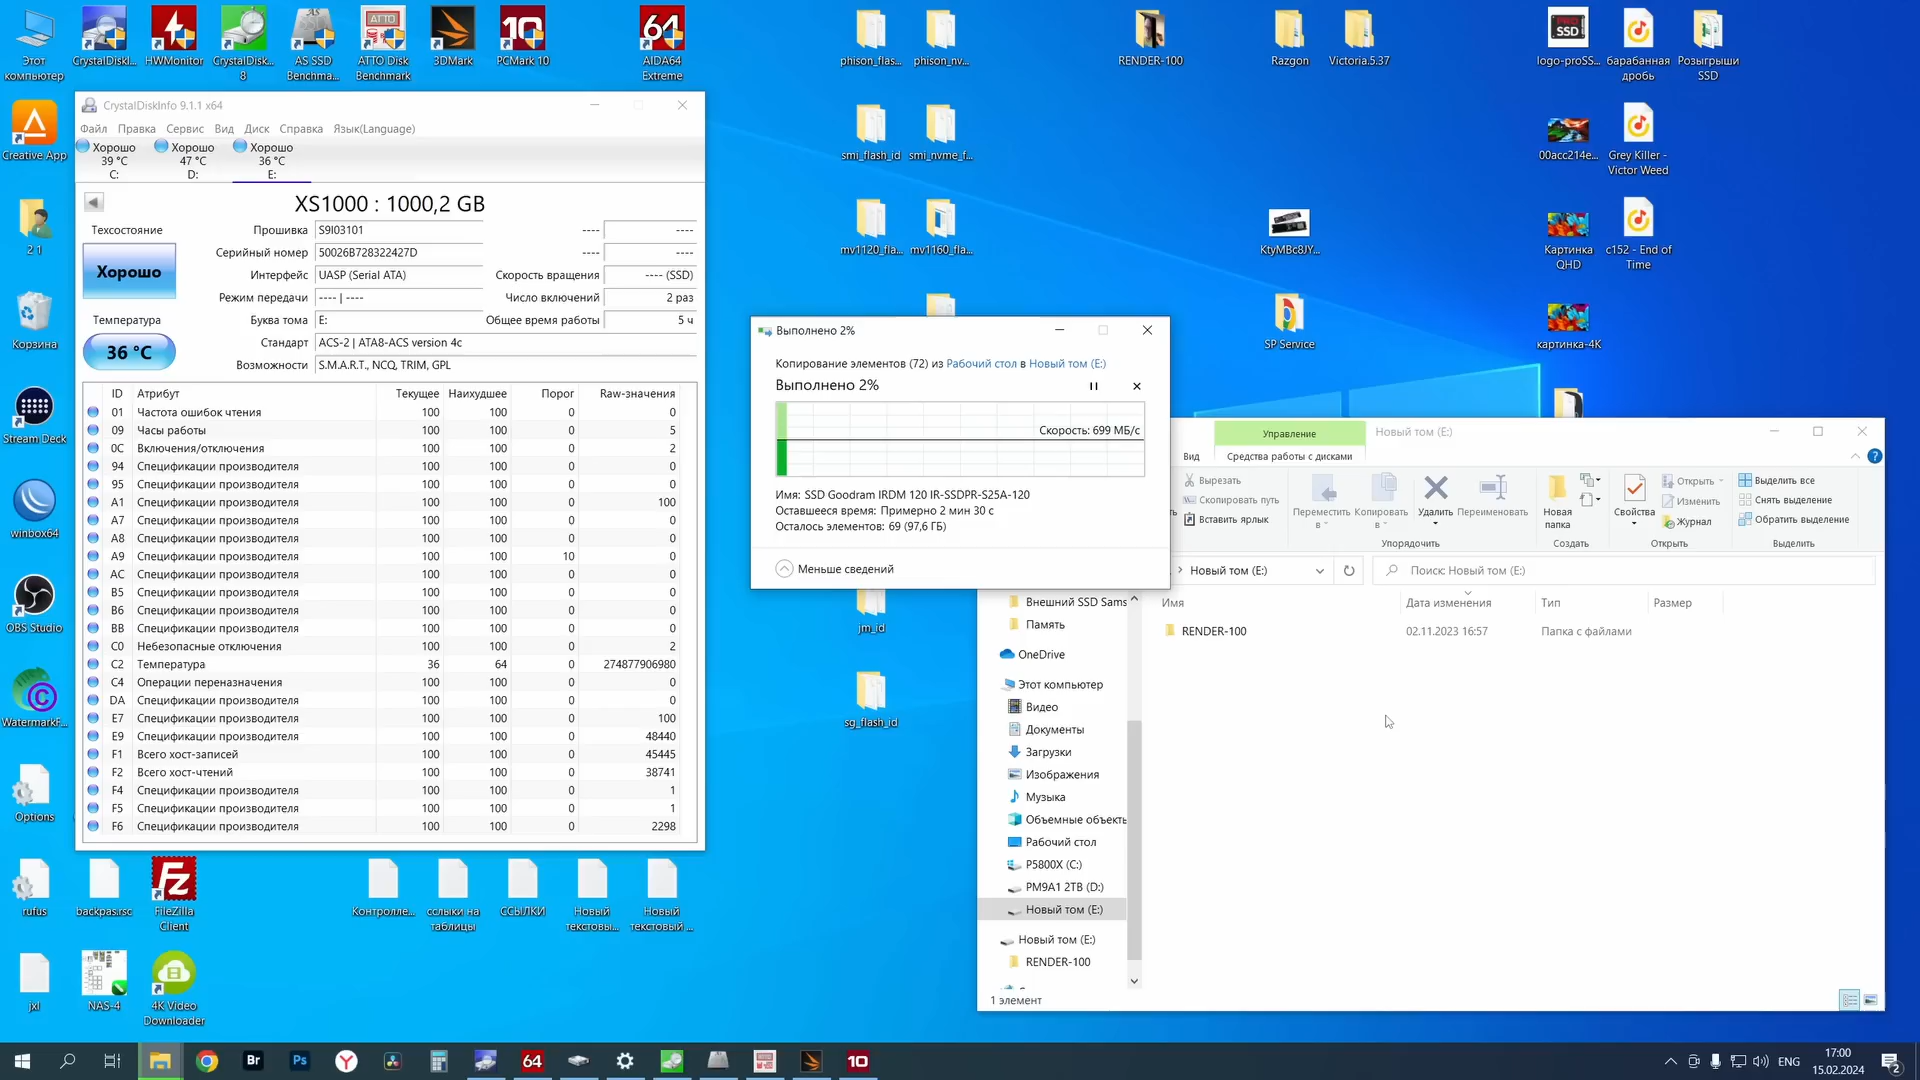 Этот
компьютер
CrystalDiskI...
HWMonitor
CrystalDisk...
8
AS SSD
Benchma...
ATTO Disk
Benchmark
3DMark
PCMark 10
AIDA64
Extreme
phison_flas...
phison_nv...
RENDER-100
Razgon
Victoria.5.37
logo-proSS...
барабанная
дробь
Розыгрыши
SSD
Creative App
smi_flash_id
smi_nvme_f...
00acc214e...
Grey Killer -
Victor Weed
2 1
mv1120_fla...
mv1160_fla...
KtyMBc8JY...
Картинка
QHD
c152 - End of
Time
Корзина
SP Service
картинка-4К
Stream Deck
winbox64
OBS Studio
jm_id
WatermarkF...
sg_flash_id
Options
rufus
backpas.rsc
FileZilla
Client
Контролле...
сслыки на
таблицы
ССЫЛКИ
Новый
текстовы...
Новый
текстовый ...
jxl
NAS-4
4K Video
Downloader
CrystalDiskInfo 9.1.1 x64
Файл Правка Сервис Вид Диск Справка Язык(Language)
Хорошо Хорошо Хорошо
39 °C 47 °C 36 °C
C: D: E:
XS1000 : 1000,2 GB
Техсостояние
Хорошо
Температура
36 °C
Прошивка S9I03101 ---- ----
Серийный номер 50026B728322427D ---- ----
Интерфейс UASP (Serial ATA) Скорость вращения ---- (SSD)
Режим передачи ---- | ---- Число включений 2 раз
Буква тома E: Общее время работы 5 ч
Стандарт ACS-2 | ATA8-ACS version 4c
Возможности S.M.A.R.T., NCQ, TRIM, GPL
ID Атрибут Текущее Наихудшее Порог Raw-значения
01 Частота ошибок чтения 100 100 0 0
09 Часы работы 100 100 0 5
0C Включения/отключения 100 100 0 2
94 Спецификации производителя 100 100 0 0
95 Спецификации производителя 100 100 0 0
A1 Спецификации производителя 100 100 0 100
A7 Спецификации производителя 100 100 0 0
A8 Спецификации производителя 100 100 0 0
A9 Спецификации производителя 100 100 10 0
AC Спецификации производителя 100 100 0 0
B5 Спецификации производителя 100 100 0 0
B6 Спецификации производителя 100 100 0 0
BB Спецификации производителя 100 100 0 0
C0 Небезопасные отключения 100 100 0 2
C2 Температура 36 64 0 274877906980
C4 Операции переназначения 100 100 0 0
DA Спецификации производителя 100 100 0 0
E7 Спецификации производителя 100 100 0 100
E9 Спецификации производителя 100 100 0 48440
F1 Всего хост-записей 100 100 0 45445
F2 Всего хост-чтений 100 100 0 38741
F4 Спецификации производителя 100 100 0 1
F5 Спецификации производителя 100 100 0 1
F6 Спецификации производителя 100 100 0 2298
Выполнено 2%
Копирование элементов (72) из Рабочий стол в Новый том (E:)
Выполнено 2%
Скорость: 699 МБ/с
Имя: SSD Goodram IRDM 120 IR-SSDPR-S25A-120
Оставшееся время: Примерно 2 мин 30 с
Осталось элементов: 69 (97,6 ГБ)
Меньше сведений
Управление Новый том (E:)
Вид Средства работы с дисками
Вырезать
Скопировать путь
Вставить ярлык
Переместить
в
Копировать
в
Удалить
Переименовать
Упорядочить
Новая
папка
Создать
Свойства
Открыть
Изменить
Журнал
Открыть
Выделить все
Снять выделение
Обратить выделение
Выделить
Новый том (E:)
Поиск: Новый том (E:)
Имя Дата изменения Тип Размер
RENDER-100 02.11.2023 16:57 Папка с файлами
Внешний SSD Sams
Память
OneDrive
Этот компьютер
Видео
Документы
Загрузки
Изображения
Музыка
Объемные объекть
Рабочий стол
P5800X (C:)
PM9A1 2TB (D:)
Новый том (E:)
Новый том (E:)
RENDER-100
1 элемент
Br
Ps
64
10
ENG
17:00
15.02.2024
2